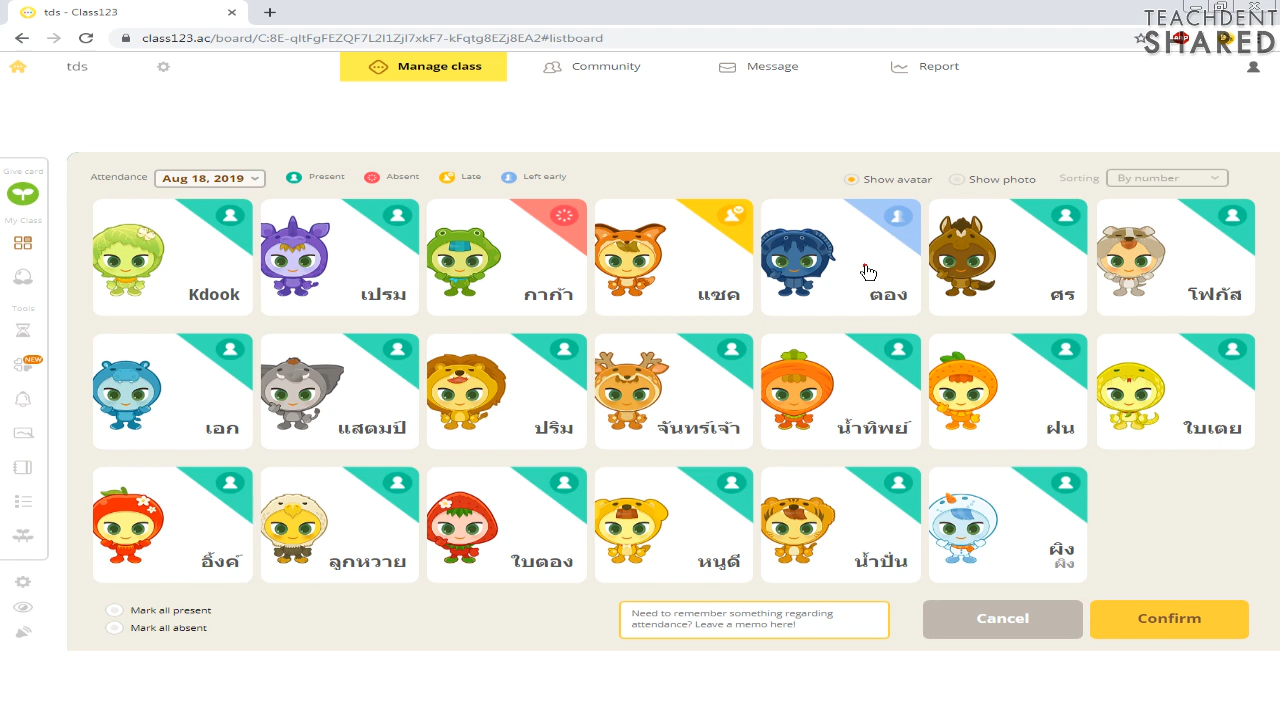 tds - Class123
TEACHDENT
SHARED
class123.ac/board/C:8E-qltFgFEZQF7L2l1Zjl7xkF7-kFqtg8EZj8EA2#listboard
tds
Manage class
Community
Message
Report
Give card
My Class
Tools
NEW
Attendance
Aug 18, 2019
Present
Absent
Late
Left early
Show avatar
Show photo
Sorting
By number
Kdook
เปรม
กาก้า
แซค
ตอง
ศร
โฟกัส
เอก
แสตมป์
ปริม
จันทร์เจ้า
น้ำทิพย์
ฝน
ใบเตย
อิ้งค์
ลูกหวาย
ใบตอง
หนูดี
น้ำปั่น
ผิง
ผิง
Mark all present
Mark all absent
Need to remember something regarding
attendance? Leave a memo here!
Cancel
Confirm